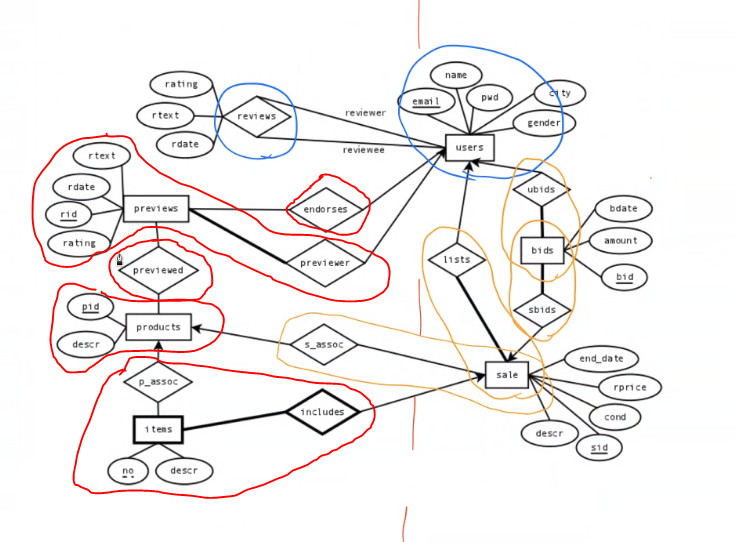 name
rating
email
pwd
city
rtext
reviews
reviewer
gender
rdate
reviewee
users
rtext
rdate
ubids
rid
previews
endorses
bdate
rating
bids
amount
previewed
previewer
lists
bid
pid
products
sbids
descr
s_assoc
end_date
sale
p_assoc
rprice
includes
cond
items
descr
sid
no
descr